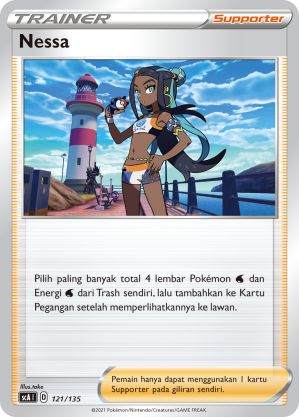 TRAINER Supporter
Nessa
Pilih paling banyak total 4 lembar Pokémon dan
Energi dari Trash sendiri, lalu tambahkan ke Kartu
Pegangan setelah memperlihatkannya ke lawan.
Illus.take
sc1a I D 121/135
Pemain hanya dapat menggunakan 1 kartu
Supporter pada giliran sendiri.
©2021 Pokémon/Nintendo/Creatures/GAME FREAK.